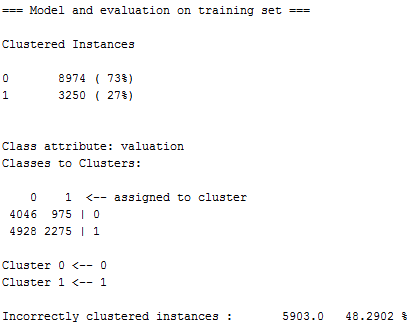 === Model and evaluation on training set ===
Clustered Instances
0       8974 ( 73%)
1       3250 ( 27%)
Class attribute: valuation
Classes to Clusters:
    0    1  <-- assigned to cluster
 4046  975 | 0
 4928 2275 | 1
Cluster 0 <-- 0
Cluster 1 <-- 1
Incorrectly clustered instances :       5903.0   48.2902 %